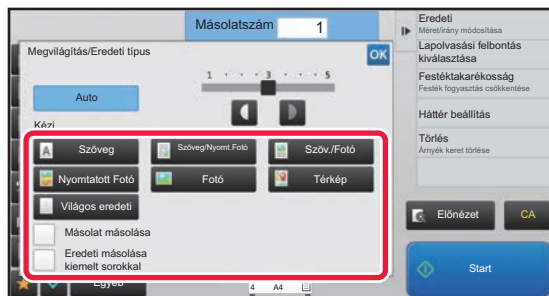 Másolatszám 1
Megvilágítás/Eredeti típus
OK
1 3 5
Auto
Kézi
A Szöveg
Szöveg/Nyomt.Fotó
Szöv./Fotó
Nyomtatott Fotó
Fotó
Térkép
Világos eredeti
Másolat másolása
Eredeti másolása
kiemelt sorokkal
Egyéb
4 A4
Eredeti
Méret/irány módosítása
Lapolvasási felbontás
kiválasztása
Festéktakarékosság
Festék fogyasztás csökkentése
Háttér beállítás
Törlés
Árnyék keret törlése
Előnézet
CA
Start